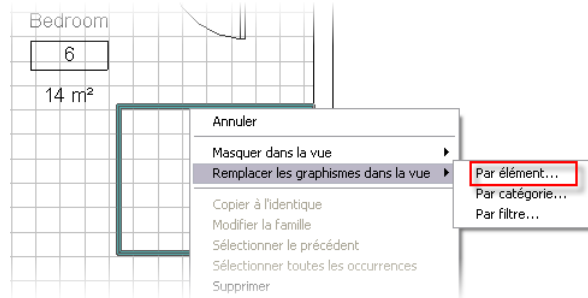 Bedroom
6
14 m²
Annuler
Masquer dans la vue
Remplacer les graphismes dans la vue
Par élément...
Par catégorie...
Par filtre...
Copier à l'identique
Modifier la famille
Sélectionner le précédent
Sélectionner toutes les occurrences
Supprimer